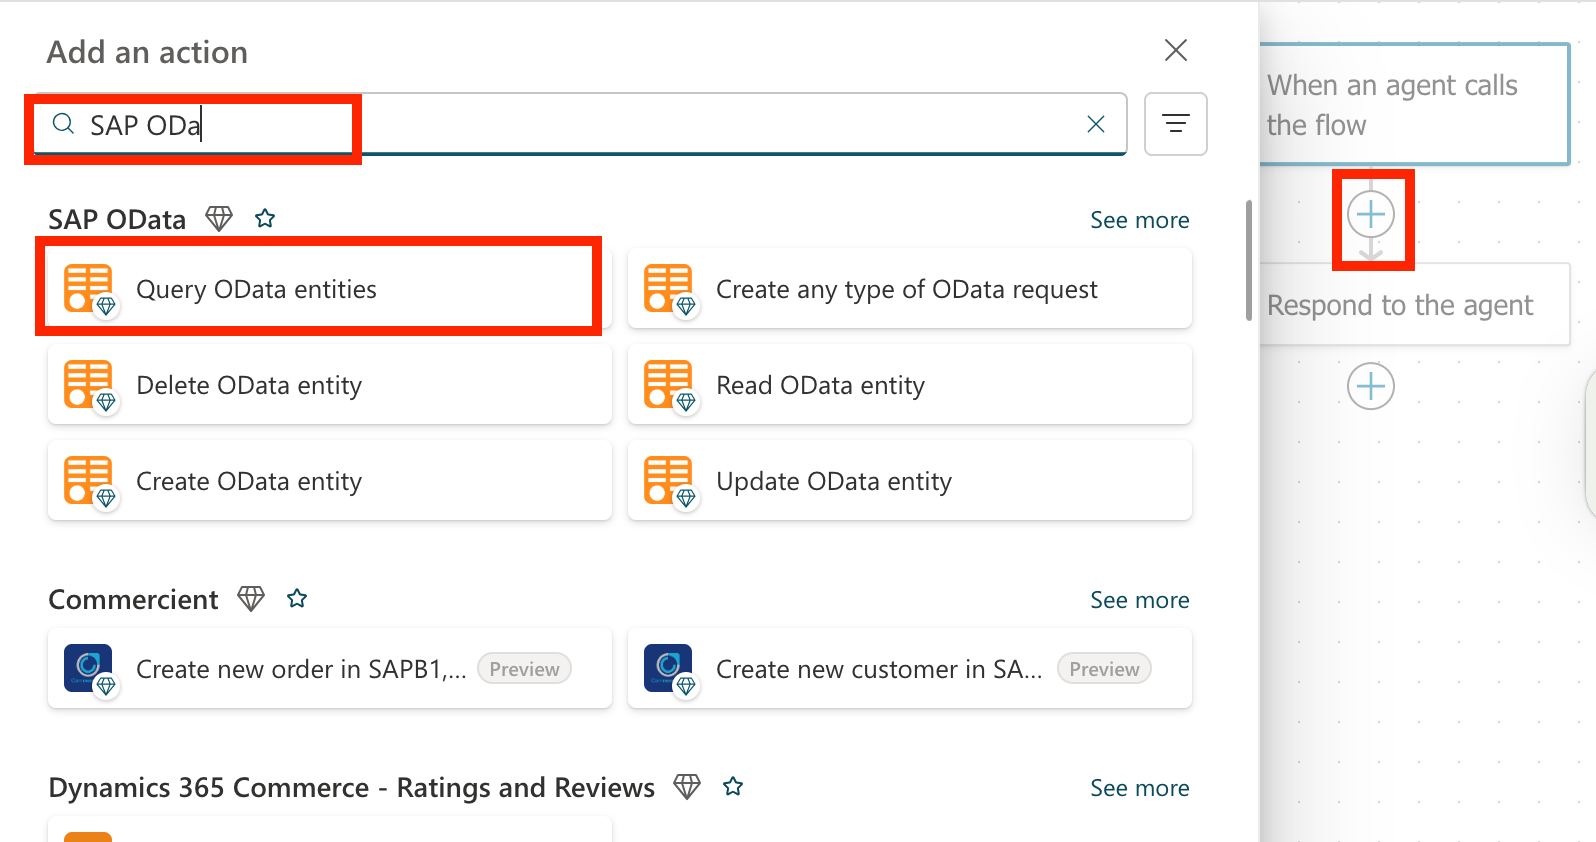 Add an action
SAP ODa
SAP OData
See more
Query OData entities
Create any type of OData request
Delete OData entity
Read OData entity
Create OData entity
Update OData entity
Commercient
See more
Create new order in SAPB1,... Preview
Create new customer in SA... Preview
Dynamics 365 Commerce - Ratings and Reviews
See more
When an agent calls
the flow
Respond to the agent